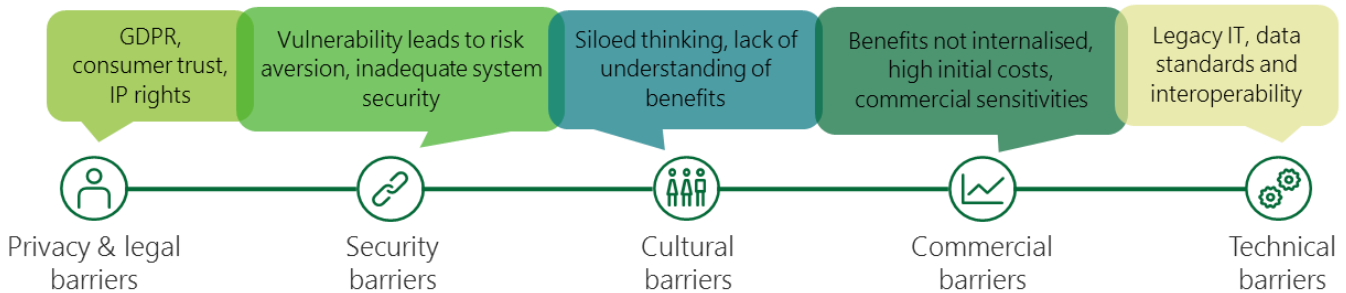 GDPR,
consumer trust,
IP rights
Vulnerability leads to risk
aversion, inadequate system
security
Siloed thinking, lack of
understanding of
benefits
Benefits not internalised,
high initial costs,
commercial sensitivities
Legacy IT, data
standards and
interoperability
Privacy & legal
barriers
Security
barriers
Cultural
barriers
Commercial
barriers
Technical
barriers